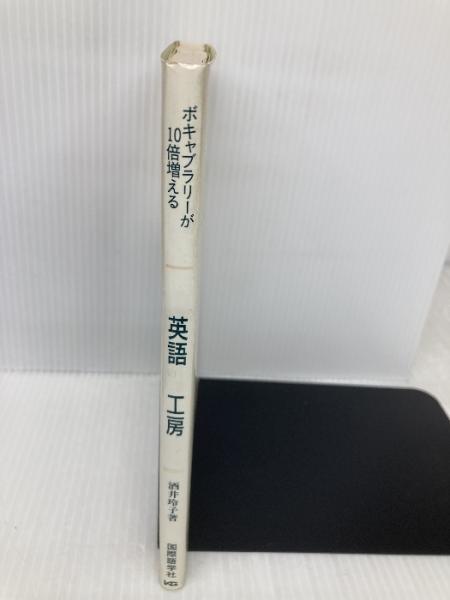 ボキャブラリーが
10倍増える
英語 工房
酒井玲子著
国際語学社